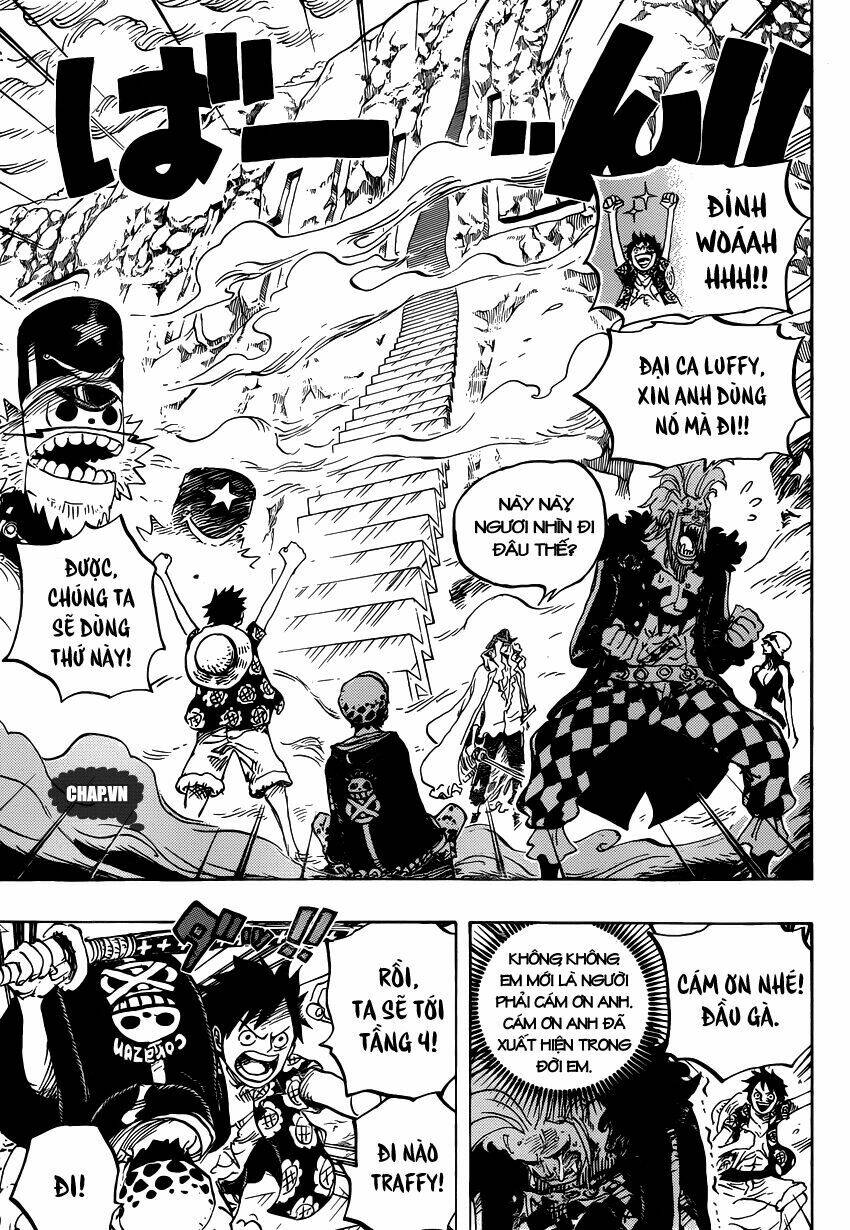 ばーーん!!
ĐỈNH
WOÁAH
HHH!!
ĐẠI CA LUFFY,
XIN ANH DÙNG
NÓ MÀ ĐI!!
NÀY NÀY,
NGƯƠI NHÌN ĐI
ĐÂU THẾ?
ĐƯỢC,
CHÚNG TA
SẼ DÙNG
THỨ NÀY!
CHAP.VN
CÁM ƠN NHÉ!
ĐẦU GÀ.
KHÔNG, KHÔNG,
EM MỚI LÀ NGƯỜI
PHẢI CÁM ƠN ANH.
CÁM ƠN ANH ĐÃ
XUẤT HIỆN TRONG
ĐỜI EM.
RỒI,
TA SẼ TỚI
TẦNG 4!
CORAZON
ĐI NÀO
TRAFFY!
ĐI!